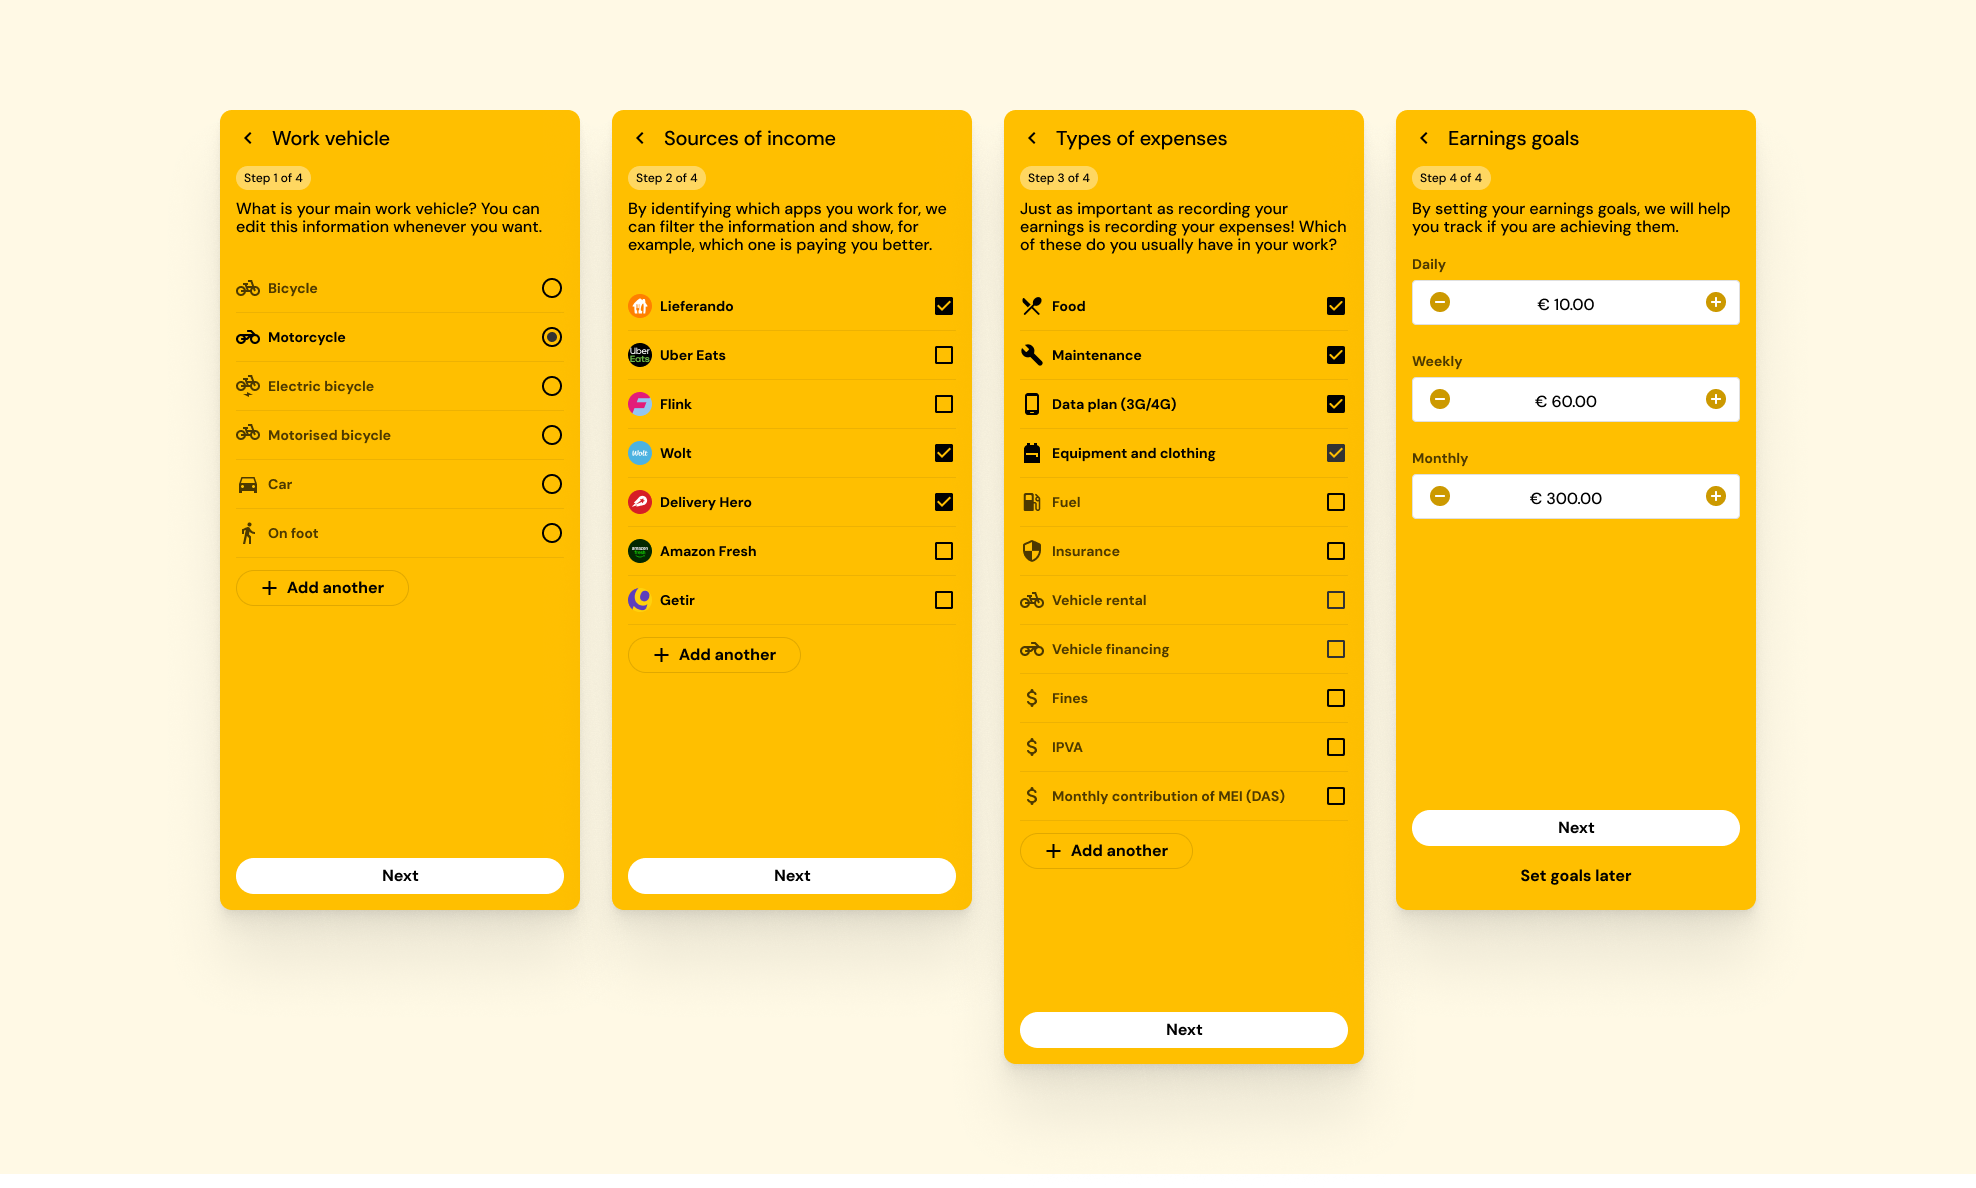 Work vehicle
Step 1 of 4
What is your main work vehicle? You can
edit this information whenever you want.
Bicycle
Motorcycle
Electric bicycle
Motorised bicycle
Car
On foot
Add another
Next
Sources of income
Step 2 of 4
By identifying which apps you work for, we
can filter the information and show, for
example, which one is paying you better.
Lieferando
Uber Eats
Uber Eats
Flink
Wolt
Wolt
Delivery Hero
amazon fresh
Amazon Fresh
Getir
Add another
Next
Types of expenses
Step 3 of 4
Just as important as recording your
earnings is recording your expenses! Which
of these do you usually have in your work?
Food
Maintenance
Data plan (3G/4G)
Equipment and clothing
Fuel
Insurance
Vehicle rental
Vehicle financing
$ Fines
$ IPVA
$ Monthly contribution of MEI (DAS)
Add another
Next
Earnings goals
Step 4 of 4
By setting your earnings goals, we will help
you track if you are achieving them.
Daily
€ 10.00
Weekly
€ 60.00
Monthly
€ 300.00
Next
Set goals later